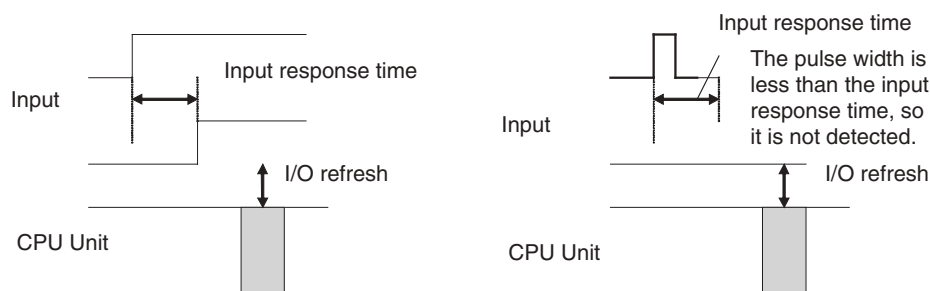 Input response time
Input
I/O refresh
CPU Unit
Input response time
The pulse width is
less than the input
response time, so
it is not detected.
Input
I/O refresh
CPU Unit